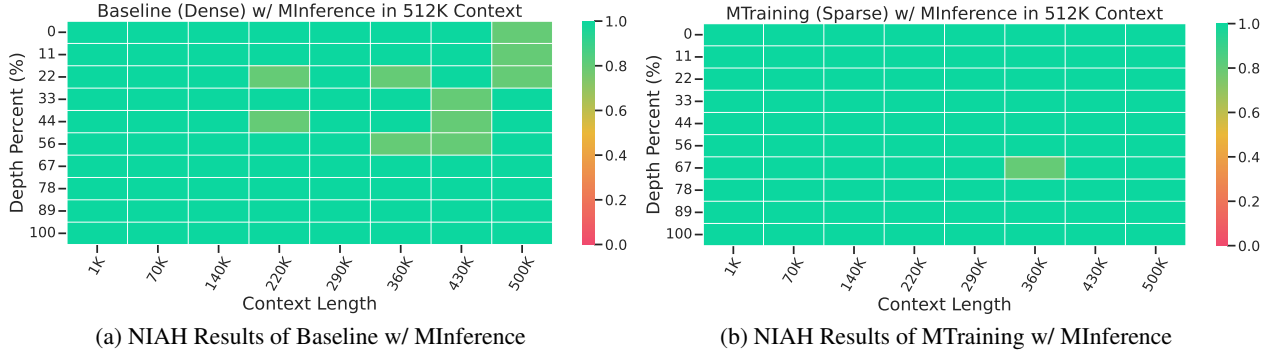 Baseline (Dense) w/ MInference in 512K Context
Depth Percent (%)
0
11
22
33
44
56
67
78
89
100
1K
70K
140K
220K
290K
360K
430K
500K
Context Length
1.0
0.8
0.6
0.4
0.2
0.0
(a) NIAH Results of Baseline w/ MInference
MTraining (Sparse) w/ MInference in 512K Context
Depth Percent (%)
0
11
22
33
44
56
67
78
89
100
1K
70K
140K
220K
290K
360K
430K
500K
Context Length
1.0
0.8
0.6
0.4
0.2
0.0
(b) NIAH Results of MTraining w/ MInference